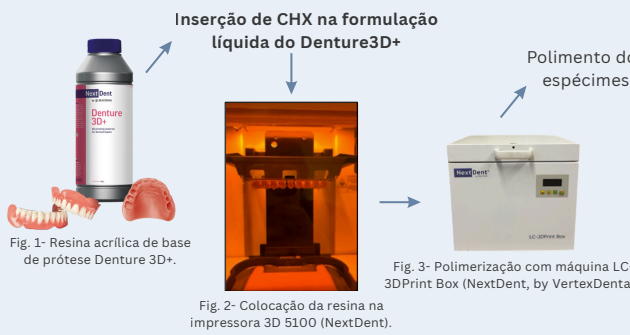 Inserção de CHX na formulação
líquida do Denture3D+
Polimento do
espécimes
NextDent
Denture
3D+
NextDent
LC-3DPrint Box
Fig. 1- Resina acrílica de base
de prótese Denture 3D+.
Fig. 2- Colocação da resina na
impressora 3D 5100 (NextDent).
Fig. 3- Polimerização com máquina LC-
3DPrint Box (NextDent, by VertexDenta